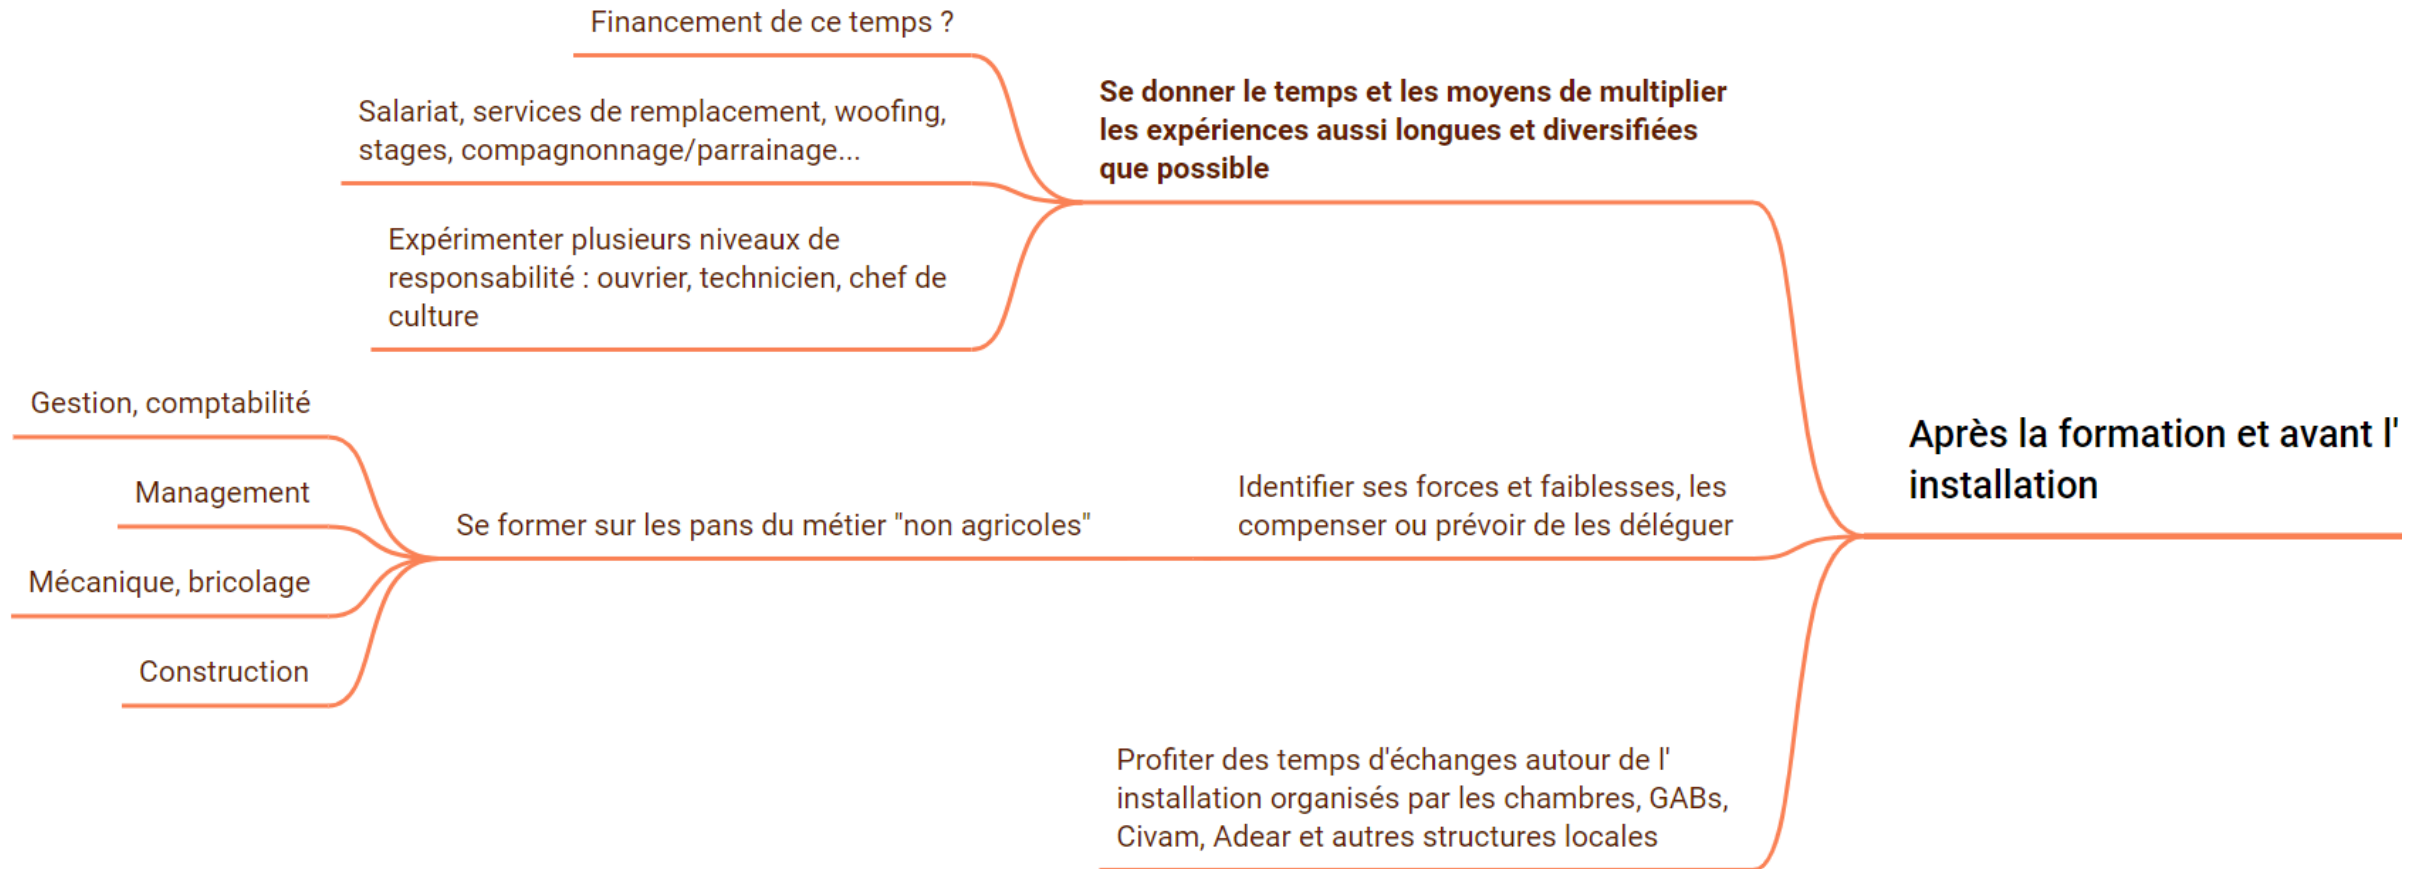 Financement de ce temps ?
Salariat, services de remplacement, woofing,
stages, compagnonnage/parrainage...
Expérimenter plusieurs niveaux de
responsabilité : ouvrier, technicien, chef de
culture
Se donner le temps et les moyens de multiplier
les expériences aussi longues et diversifiées
que possible
Gestion, comptabilité
Management
Mécanique, bricolage
Construction
Se former sur les pans du métier "non agricoles"
Identifier ses forces et faiblesses, les
compenser ou prévoir de les déléguer
Après la formation et avant l'
installation
Profiter des temps d'échanges autour de l'
installation organisés par les chambres, GABs,
Civam, Adear et autres structures locales